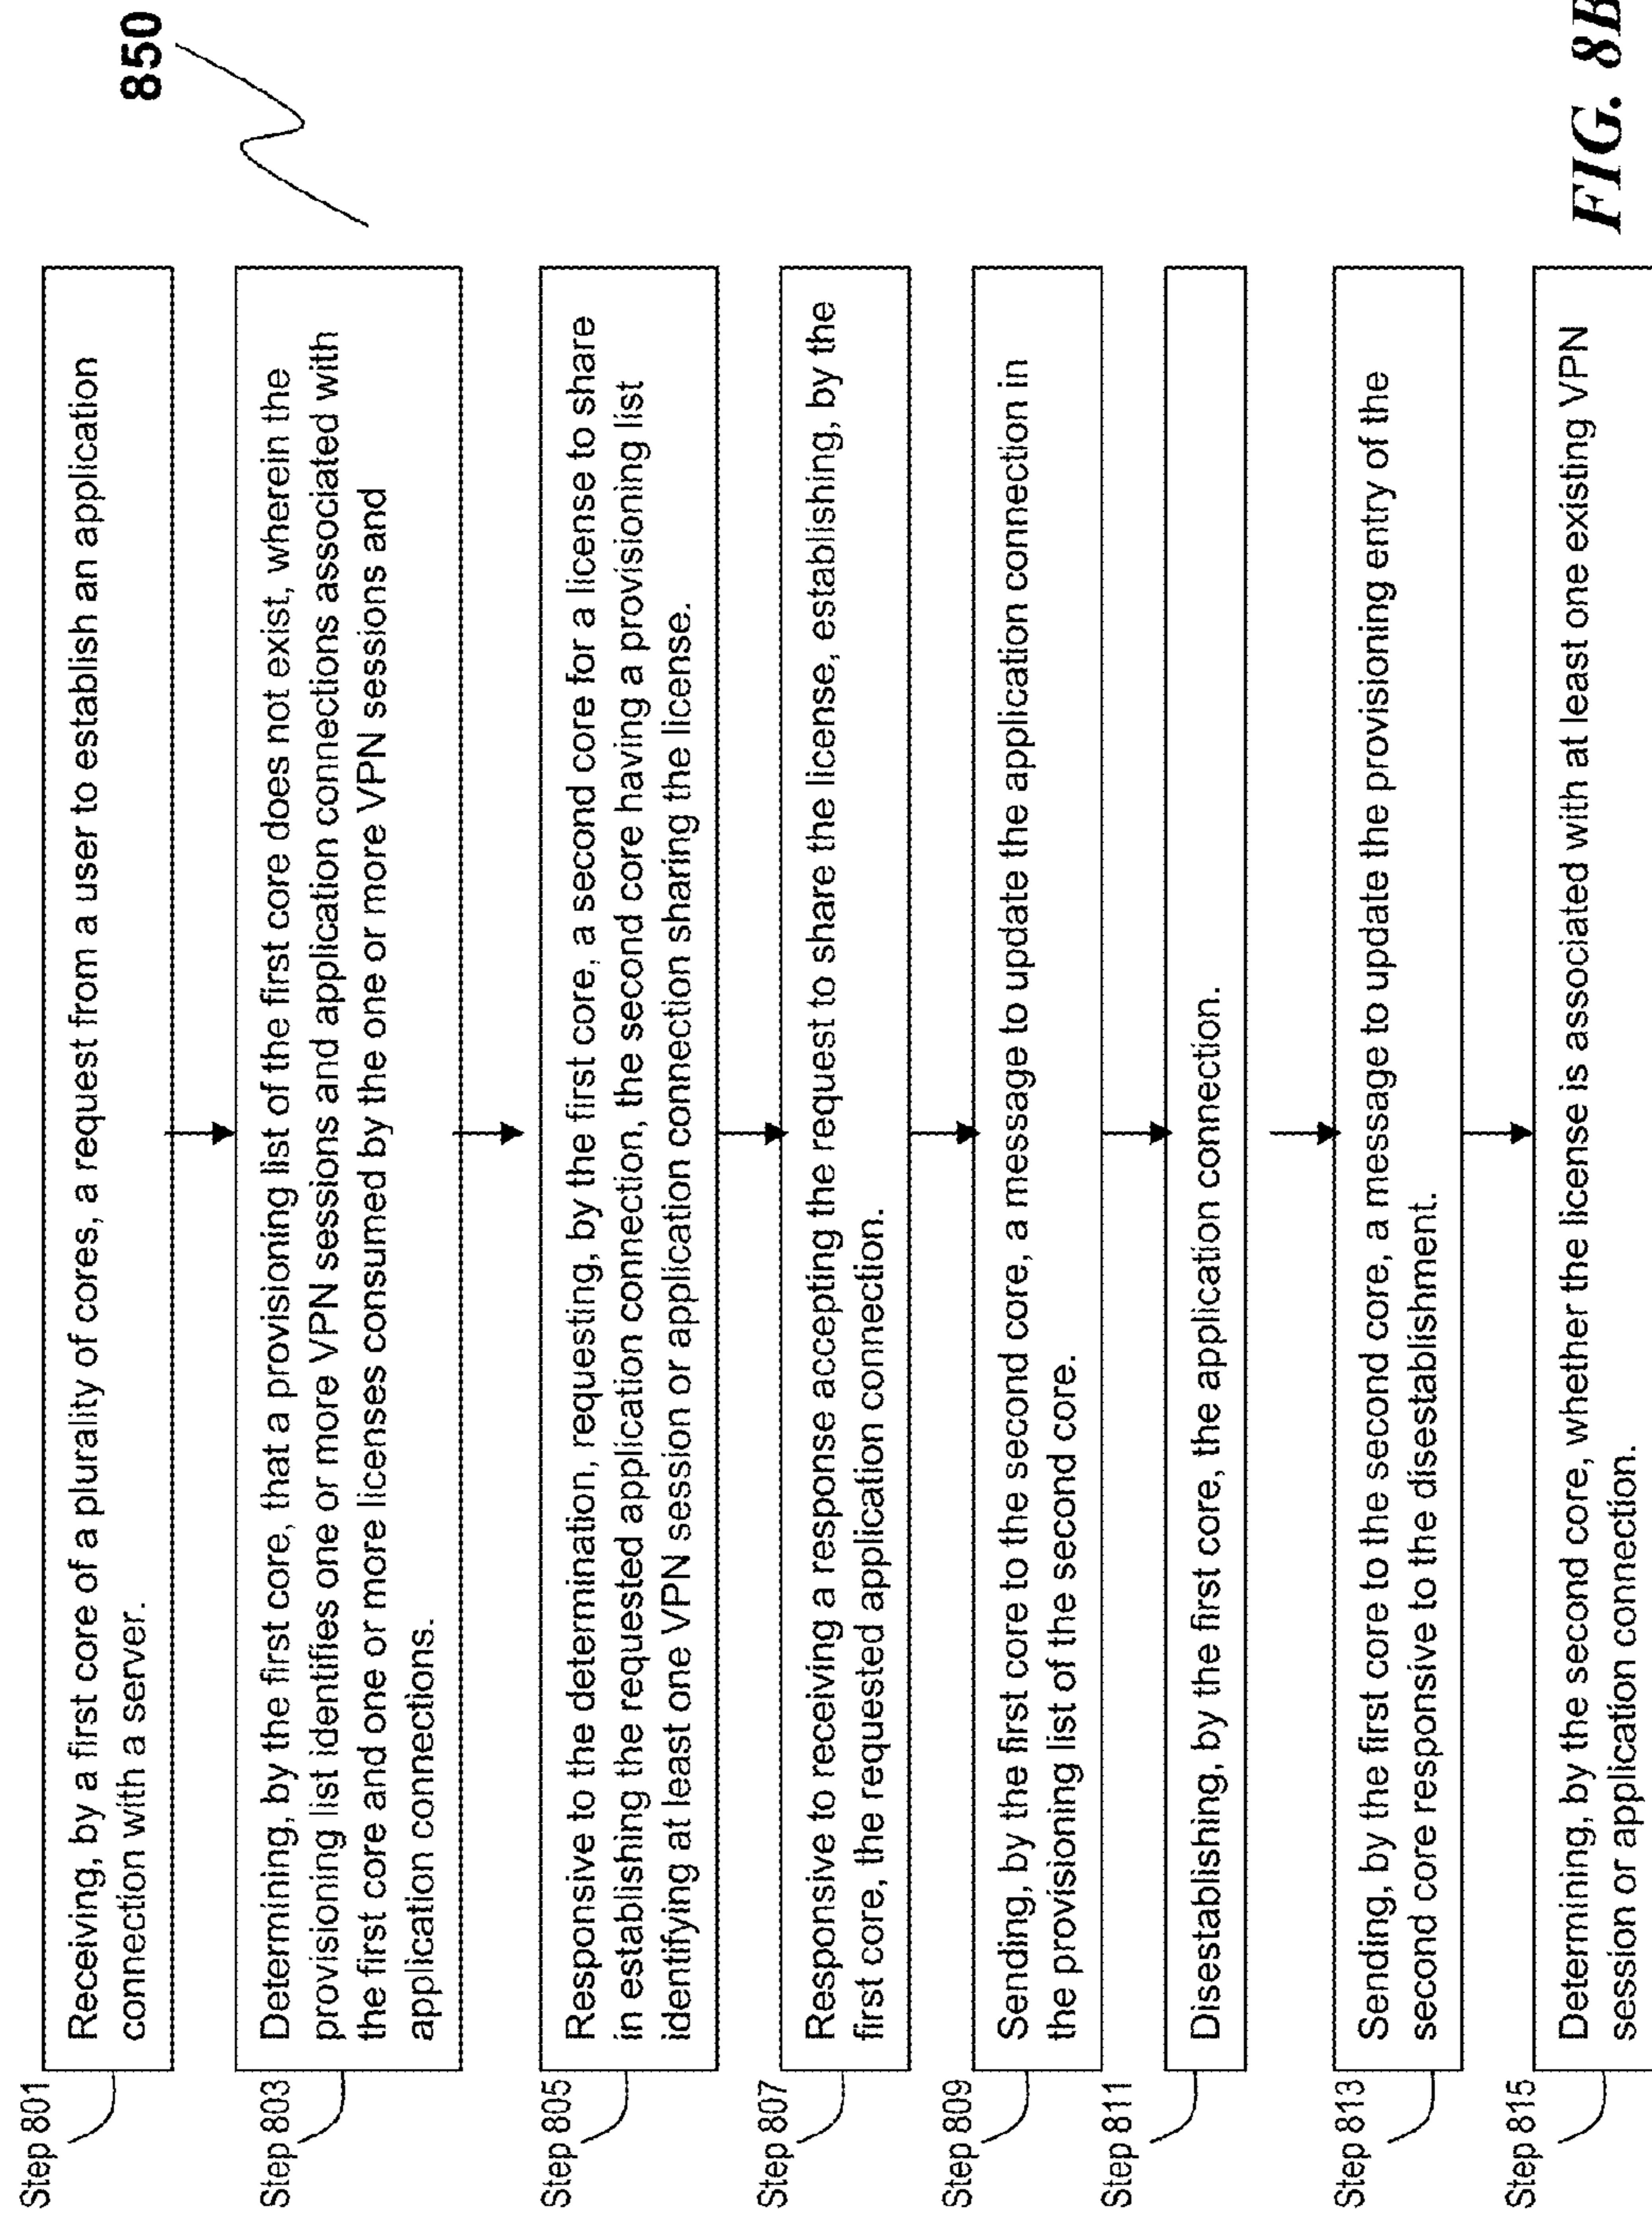 850
Step 801
Receiving, by a first core of a plurality of cores, a request from a user to establish an application
connection with a server.
Step 803
Determining, by the first core, that a provisioning list of the first core does not exist, wherein the
provisioning list identifies one or more VPN sessions and application connections associated with
the first core and one or more licenses consumed by the one or more VPN sessions and
application connections.
Step 805
Responsive to the determination, requesting, by the first core, a second core for a license to share
in establishing the requested application connection, the second core having a provisioning list
identifying at least one VPN session or application connection sharing the license.
Step 807
Responsive to receiving a response accepting the request to share the license, establishing, by the
first core, the requested application connection.
Step 809
Sending, by the first core to the second core, a message to update the application connection in
the provisioning list of the second core.
Step 811
Disestablishing, by the first core, the application connection.
Step 813
Sending, by the first core to the second core, a message to update the provisioning entry of the
second core responsive to the disestablishment.
Step 815
Determining, by the second core, whether the license is associated with at least one existing VPN
session or application connection.
FIG. 8B